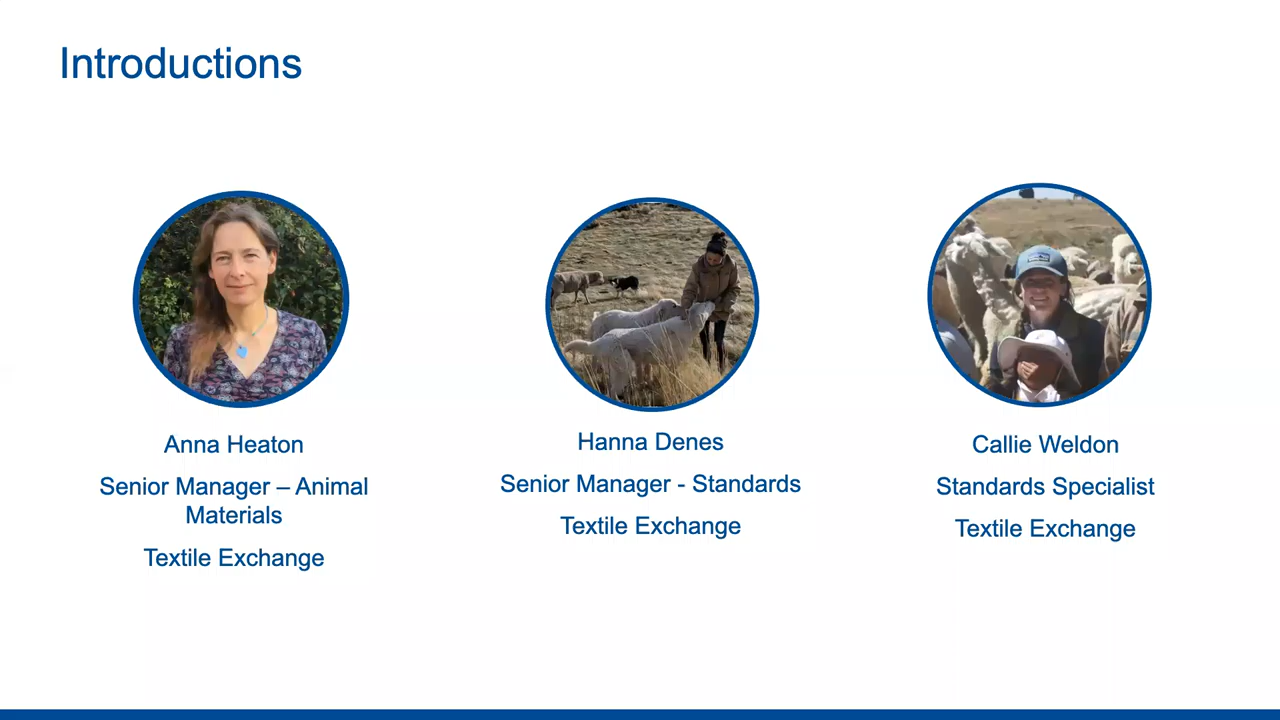 Introductions
Anna Heaton
Senior Manager – Animal
Materials
Textile Exchange
Hanna Denes
Senior Manager - Standards
Textile Exchange
Callie Weldon
Standards Specialist
Textile Exchange